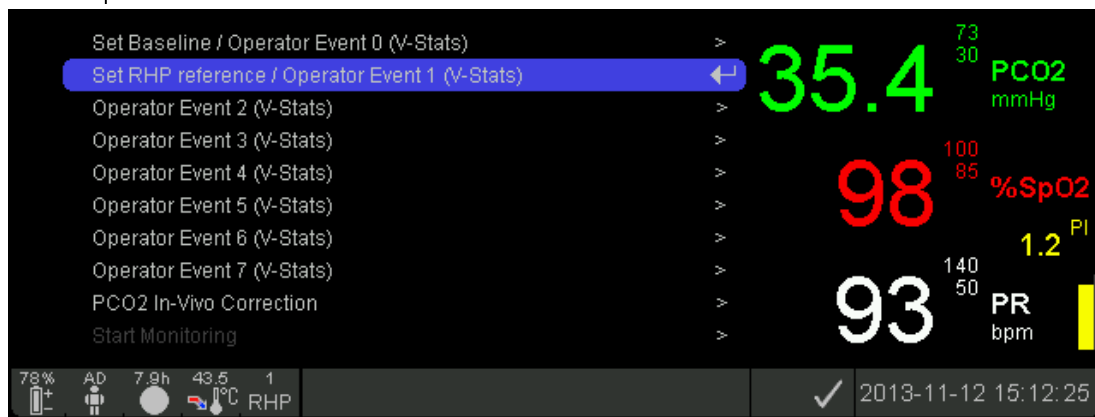 Set Baseline / Operator Event 0 (V-Stats) >
Set RHP reference / Operator Event 1 (V-Stats)
Operator Event 2 (V-Stats) >
Operator Event 3 (V-Stats) >
Operator Event 4 (V-Stats) >
Operator Event 5 (V-Stats) >
Operator Event 6 (V-Stats) >
Operator Event 7 (V-Stats) >
PCO2 In-Vivo Correction >
Start Monitoring >
35.4
73
30
PCO2
mmHg
98
100
85
%SpO2
1.2 PI
93
140
50
PR
bpm
78% AD 7.9h 43.5 1
°C RHP
2013-11-12 15:12:25